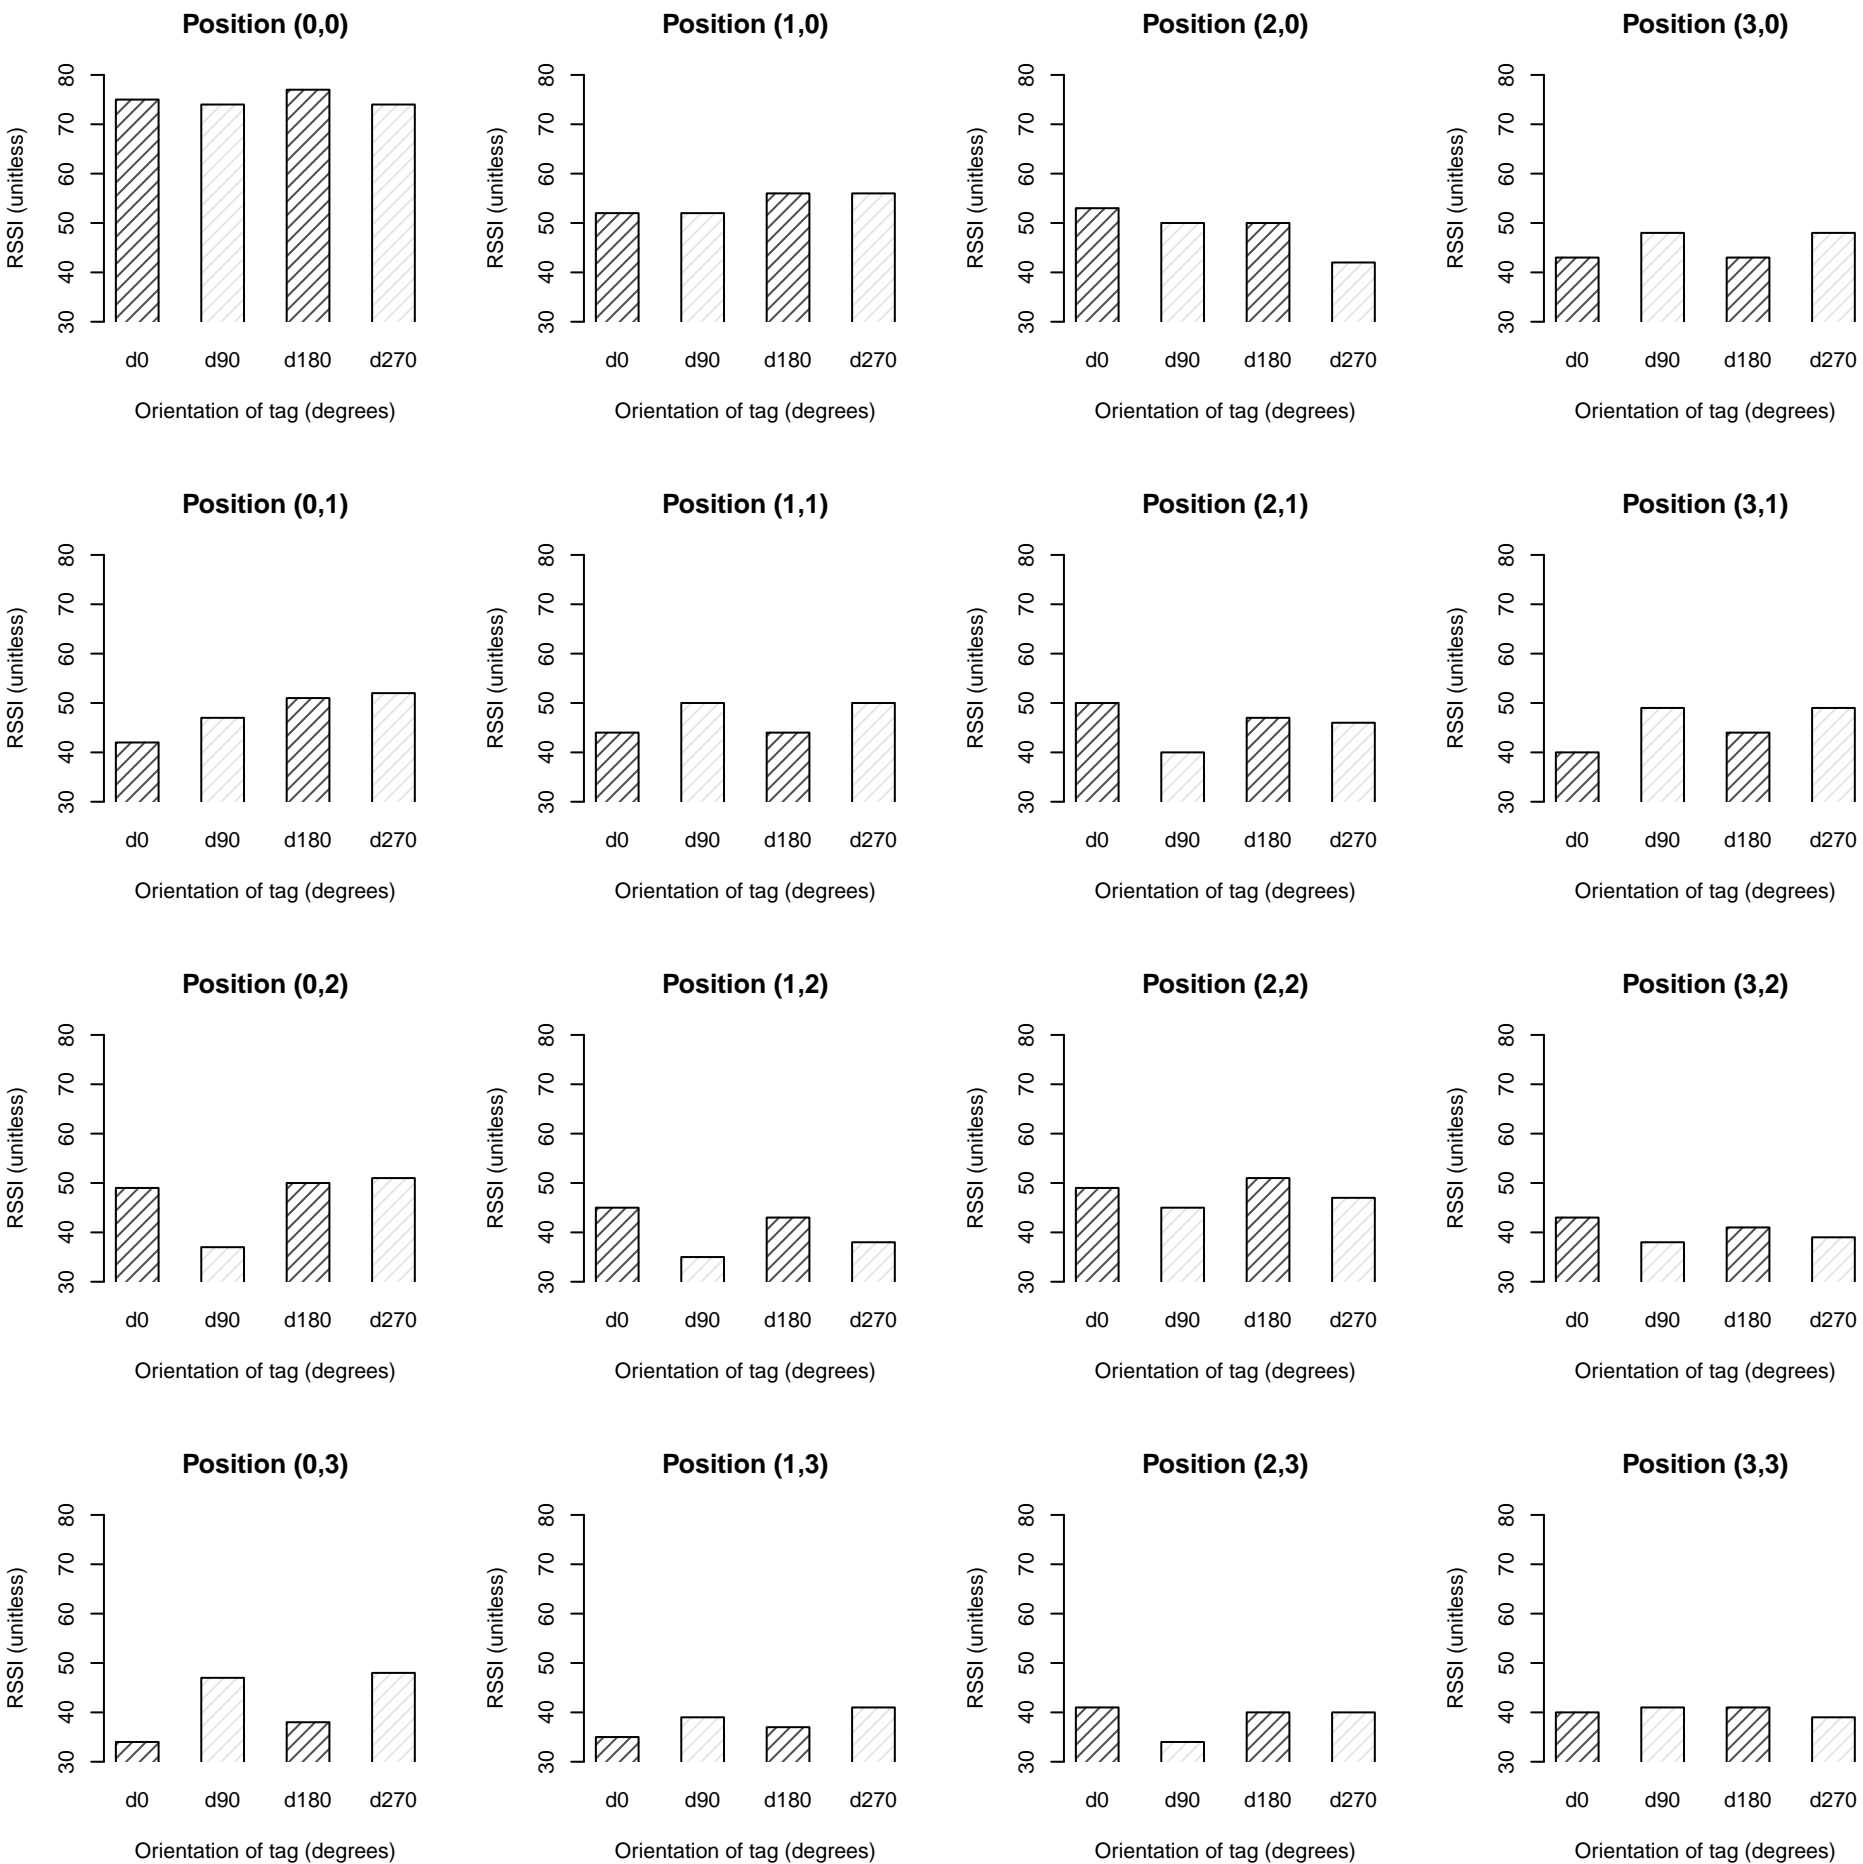 Position (0,0)
RSSI (unitless)
30 40 50 60 70 80
d0 d90 d180 d270
Orientation of tag (degrees)
Position (1,0)
RSSI (unitless)
30 40 50 60 70 80
d0 d90 d180 d270
Orientation of tag (degrees)
Position (2,0)
RSSI (unitless)
30 40 50 60 70 80
d0 d90 d180 d270
Orientation of tag (degrees)
Position (3,0)
RSSI (unitless)
30 40 50 60 70 80
d0 d90 d180 d270
Orientation of tag (degrees)
Position (0,1)
RSSI (unitless)
30 40 50 60 70 80
d0 d90 d180 d270
Orientation of tag (degrees)
Position (1,1)
RSSI (unitless)
30 40 50 60 70 80
d0 d90 d180 d270
Orientation of tag (degrees)
Position (2,1)
RSSI (unitless)
30 40 50 60 70 80
d0 d90 d180 d270
Orientation of tag (degrees)
Position (3,1)
RSSI (unitless)
30 40 50 60 70 80
d0 d90 d180 d270
Orientation of tag (degrees)
Position (0,2)
RSSI (unitless)
30 40 50 60 70 80
d0 d90 d180 d270
Orientation of tag (degrees)
Position (1,2)
RSSI (unitless)
30 40 50 60 70 80
d0 d90 d180 d270
Orientation of tag (degrees)
Position (2,2)
RSSI (unitless)
30 40 50 60 70 80
d0 d90 d180 d270
Orientation of tag (degrees)
Position (3,2)
RSSI (unitless)
30 40 50 60 70 80
d0 d90 d180 d270
Orientation of tag (degrees)
Position (0,3)
RSSI (unitless)
30 40 50 60 70 80
d0 d90 d180 d270
Orientation of tag (degrees)
Position (1,3)
RSSI (unitless)
30 40 50 60 70 80
d0 d90 d180 d270
Orientation of tag (degrees)
Position (2,3)
RSSI (unitless)
30 40 50 60 70 80
d0 d90 d180 d270
Orientation of tag (degrees)
Position (3,3)
RSSI (unitless)
30 40 50 60 70 80
d0 d90 d180 d270
Orientation of tag (degrees)